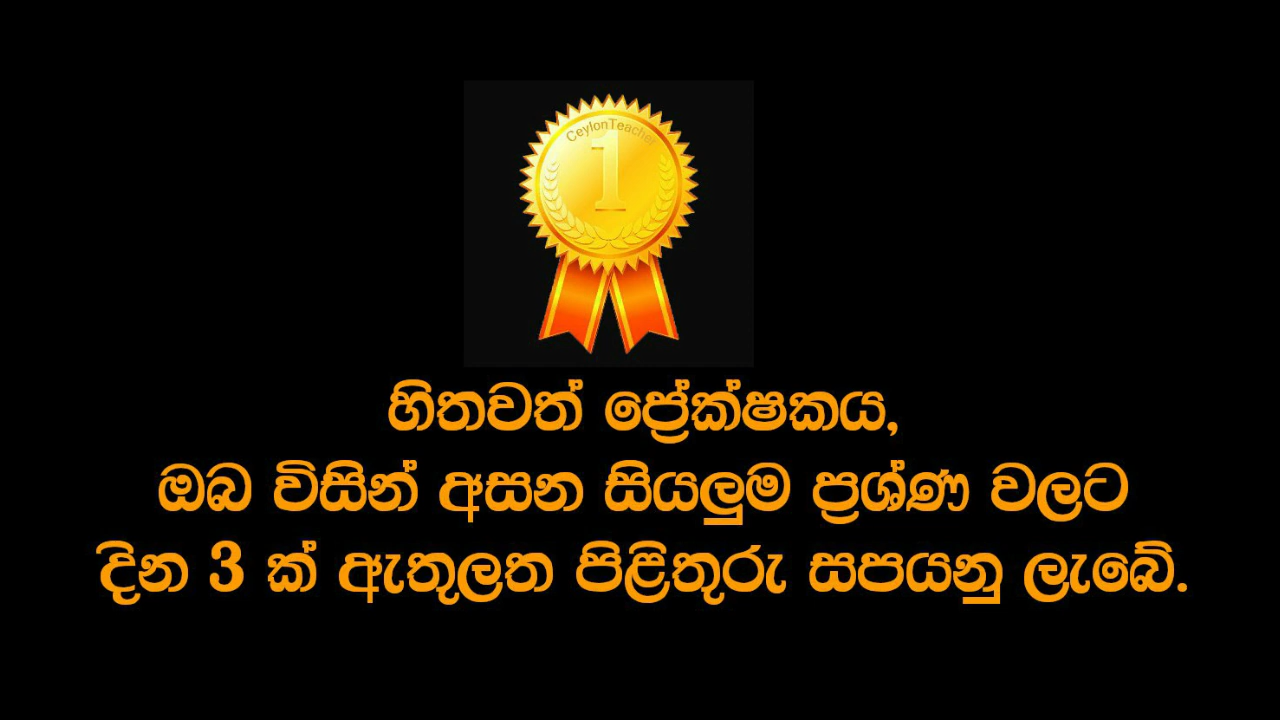 CeylonTeacher
1
හිතවත් ප්‍රේක්ෂකය,
ඔබ විසින් අසන සියලුම ප්‍රශ්ණ වලට
දින 3 ක් ඇතුලත පිළිතුරු සපයනු ලැබේ.